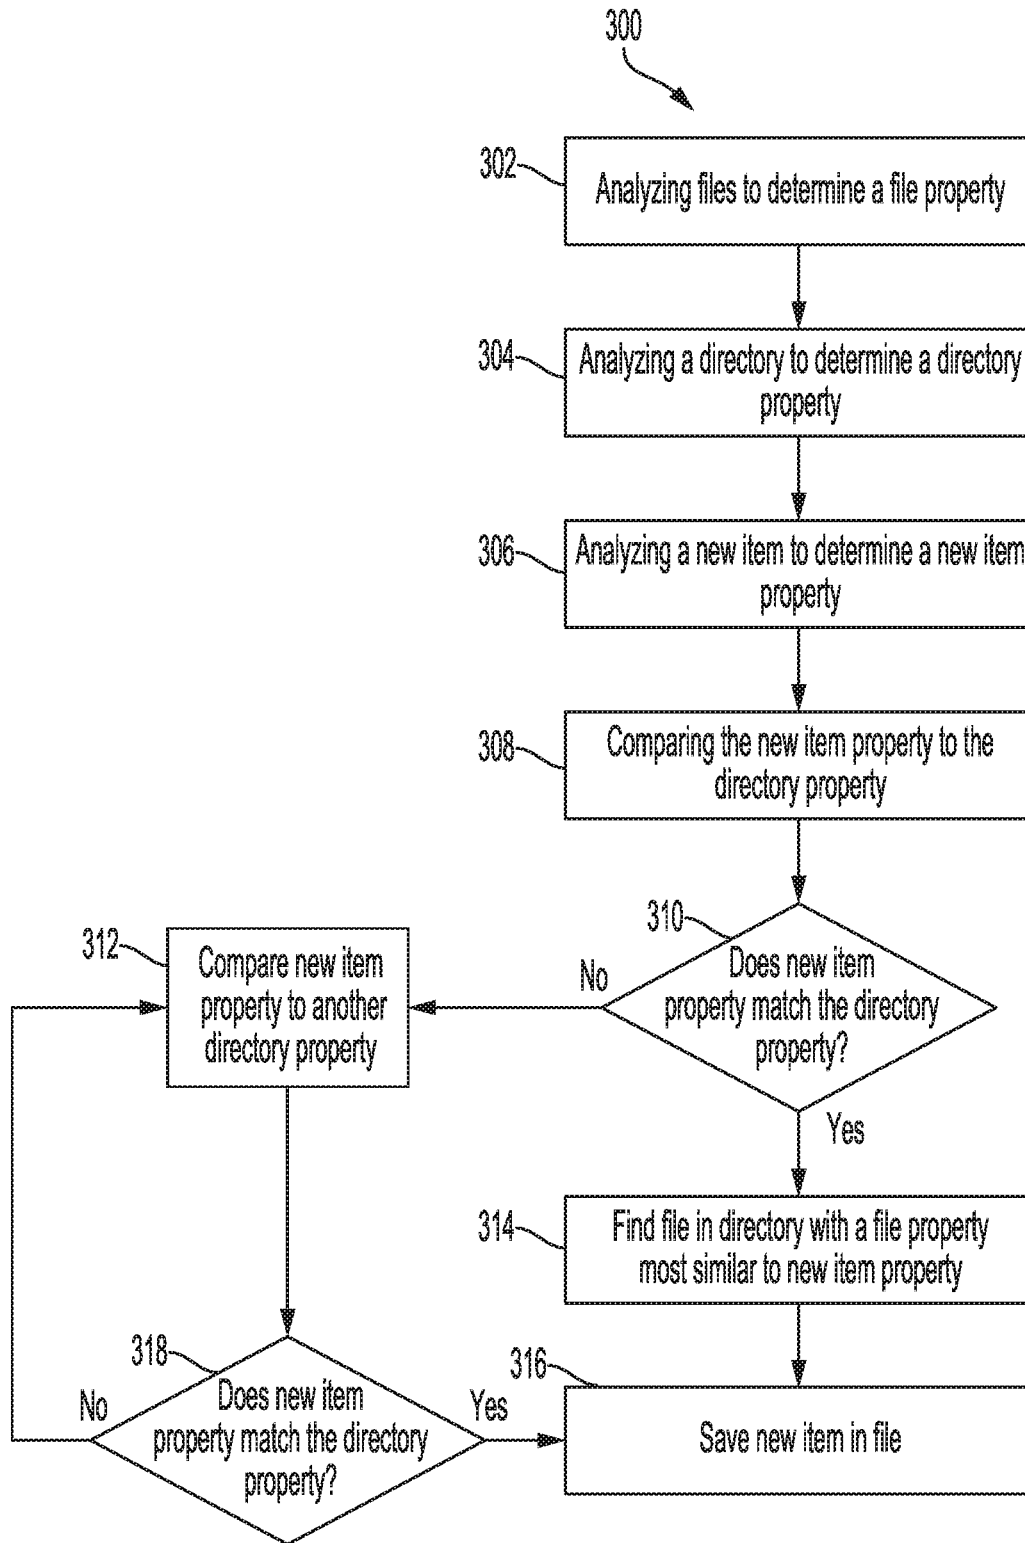 300
302
Analyzing files to determine a file property
304
Analyzing a directory to determine a directory
property
306
Analyzing a new item to determine a new item
property
308
Comparing the new item property to the
directory property
310
Does new item
property match the directory
property?
No
Yes
312
Compare new item
property to another
directory property
314
Find file in directory with a file property
most similar to new item property
318
Does new item
property match the directory
property?
No
Yes
316
Save new item in file